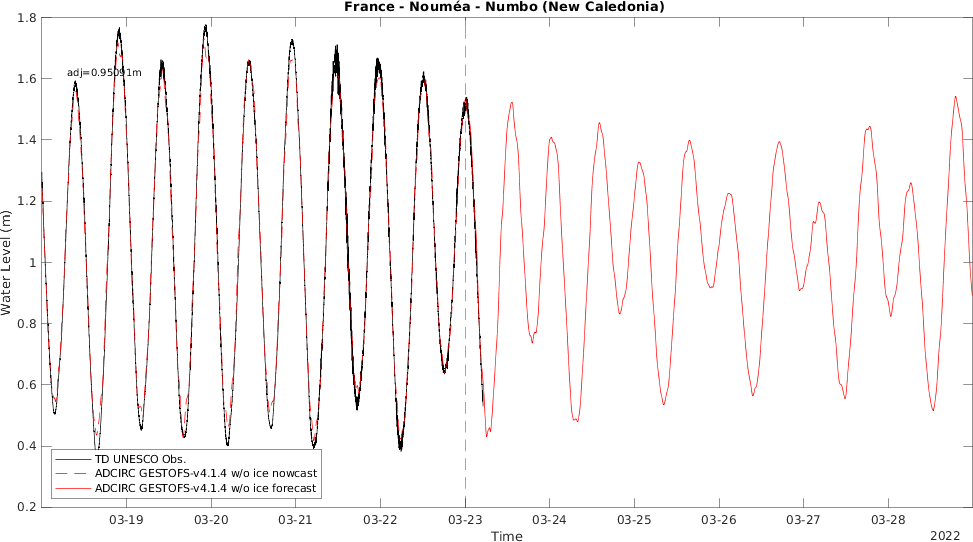 France - Nouméa - Numbo (New Caledonia)
1.8
1.6
1.4
1.2
1
0.8
0.6
0.4
0.2
Water Level (m)
adj=0.95091m
TD UNESCO Obs.
ADCIRC GESTOFS-v4.1.4 w/o ice nowcast
ADCIRC GESTOFS-v4.1.4 w/o ice forecast
03-19 03-20 03-21 03-22 03-23 03-24 03-25 03-26 03-27 03-28
Time
2022